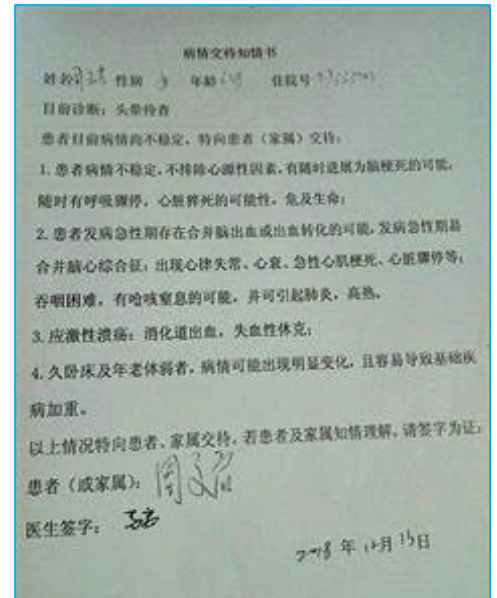 病情交待知情书
姓名 性别 年龄 住院号
目前诊断：头晕待查
患者目前病情尚不稳定，特向患者（家属）交待：
1. 患者病情不稳定，不排除心源性因素，有随时进展为脑梗死的可能，
随时有呼吸骤停，心脏猝死的可能性，危及生命；
2. 患者发病急性期存在合并脑出血或出血转化的可能，发病急性期易
合并脑心综合征：出现心律失常、心衰、急性心肌梗死、心脏骤停等；
吞咽困难，有呛咳窒息的可能，并可引起肺炎，高热。
3. 应激性溃疡：消化道出血，失血性休克；
4. 久卧床及年老体弱者，病情可能出现明显变化，且容易导致基础疾
病加重。
以上情况特向患者、家属交待，若患者及家属知情理解，请签字为证：
患者（或家属）：
医生签字：
2018 年 12月 13日